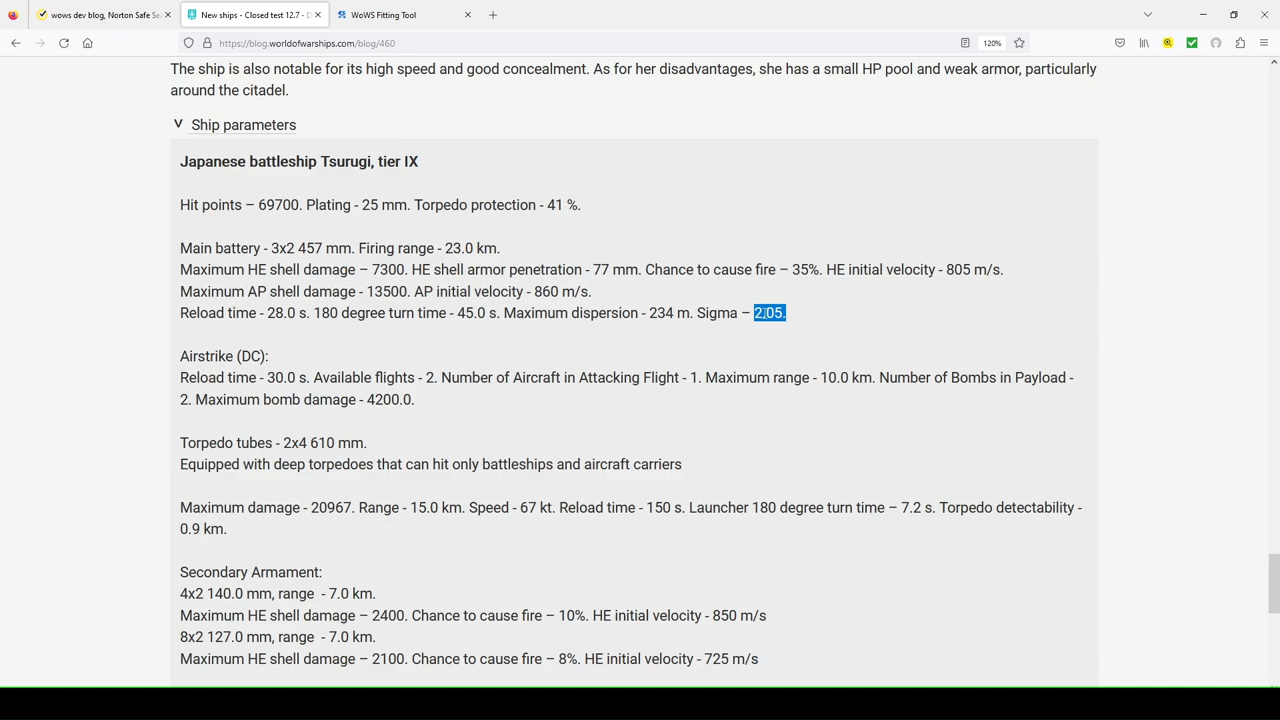 wows dev blog, Norton Safe Se
New ships - Closed test 12.7 - D
WoWS Fitting Tool
https://blog.worldofwarships.com/blog/460
120%
The ship is also notable for its high speed and good concealment. As for her disadvantages, she has a small HP pool and weak armor, particularly
around the citadel.
Ship parameters
Japanese battleship Tsurugi, tier IX
Hit points – 69700. Plating - 25 mm. Torpedo protection - 41 %.
Main battery - 3x2 457 mm. Firing range - 23.0 km.
Maximum HE shell damage – 7300. HE shell armor penetration - 77 mm. Chance to cause fire – 35%. HE initial velocity - 805 m/s.
Maximum AP shell damage - 13500. AP initial velocity - 860 m/s.
Reload time - 28.0 s. 180 degree turn time - 45.0 s. Maximum dispersion - 234 m. Sigma – 2.05.
Airstrike (DC):
Reload time - 30.0 s. Available flights - 2. Number of Aircraft in Attacking Flight - 1. Maximum range - 10.0 km. Number of Bombs in Payload -
2. Maximum bomb damage - 4200.0.
Torpedo tubes - 2x4 610 mm.
Equipped with deep torpedoes that can hit only battleships and aircraft carriers
Maximum damage - 20967. Range - 15.0 km. Speed - 67 kt. Reload time - 150 s. Launcher 180 degree turn time – 7.2 s. Torpedo detectability -
0.9 km.
Secondary Armament:
4x2 140.0 mm, range  - 7.0 km.
Maximum HE shell damage – 2400. Chance to cause fire – 10%. HE initial velocity - 850 m/s
8x2 127.0 mm, range  - 7.0 km.
Maximum HE shell damage – 2100. Chance to cause fire – 8%. HE initial velocity - 725 m/s